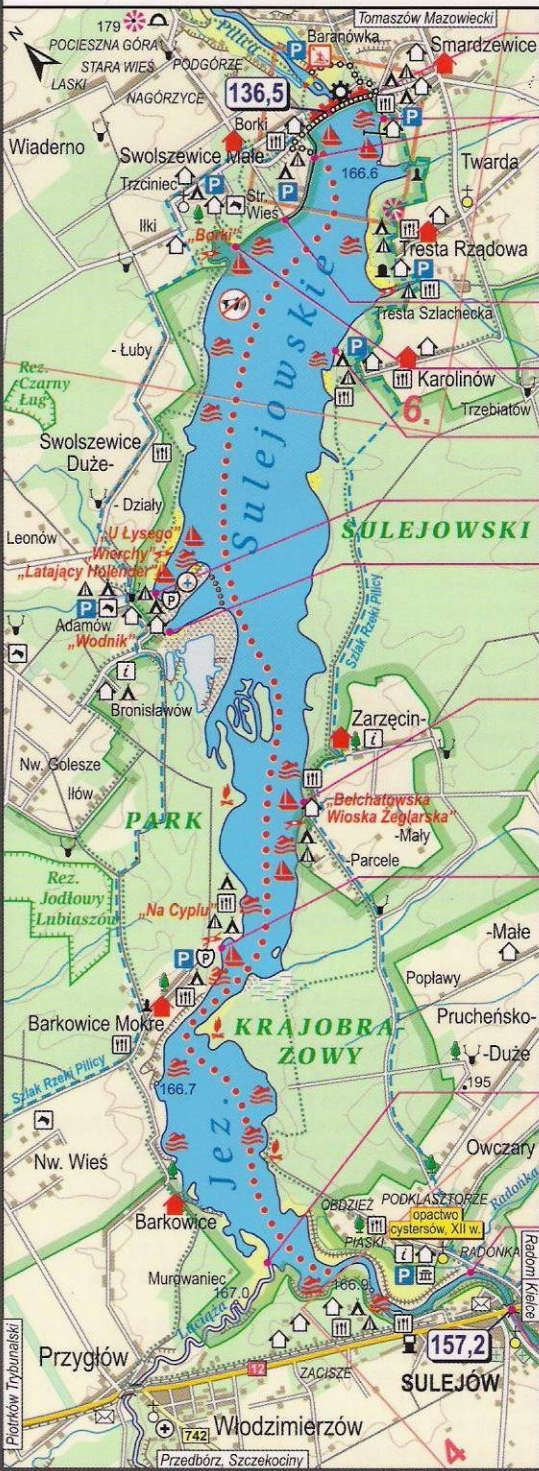 N
179
Tomaszów Mazowiecki
POCIESZNA GÓRA
Pilica
P
Baranówka
Smardzewice
STARA WIEŚ
PODGÓRZE
LASKI
NAGÓRZYCE
136,5
Borki
P
Wiaderno
Swolszewice Małe
166.6
Twarda
Trzciniec
P
P
Str.
Wieś
Iłki
„Borki"
Tresta Rządowa
P
Tresta Szlachecka
- Łuby
P
Karolinów
Rez.
Czarny
Ług
6.
Trzebiatów
Swolszewice
Duże-
Sulejowskie
- Działy
Leonów
„U Łysego"
„Wierchy"
„Latający Holender"
SULEJOWSKI
P
P
Adamów
„Wodnik"
Szlak Rzeki Pilicy
i
Bronisławów
Zarzęcin-
i
Nw. Golesze
Iłów
PARK
„Bełchatowska
Wioska Żeglarska"
-Mały
-Parcele
Rez.
Jodłowy
Lubiaszów
„Na Cyplu"
-Małe
P
P
Popławy
Barkowice Mokre
KRAJOBRA-
ZOWY
Prucheńsko-
-Duże
Szlak Rzeki Pilicy
166.7
195
Jez.
Nw. Wieś
Owczary
OBDZIEŻ
PODKLASZTORZE
Radońka
Barkowice
PIASKI
opactwo
cystersów, XII w.
RADOŃKA
i
P
Murowaniec
167.0
166.9
Radom
Kielce
Luciąża
157,2
Przygłów
SULEJÓW
Piotrków Trybunalski
12
ZACISZE
742
Włodzimierzów
4
Przedbórz, Szczekociny